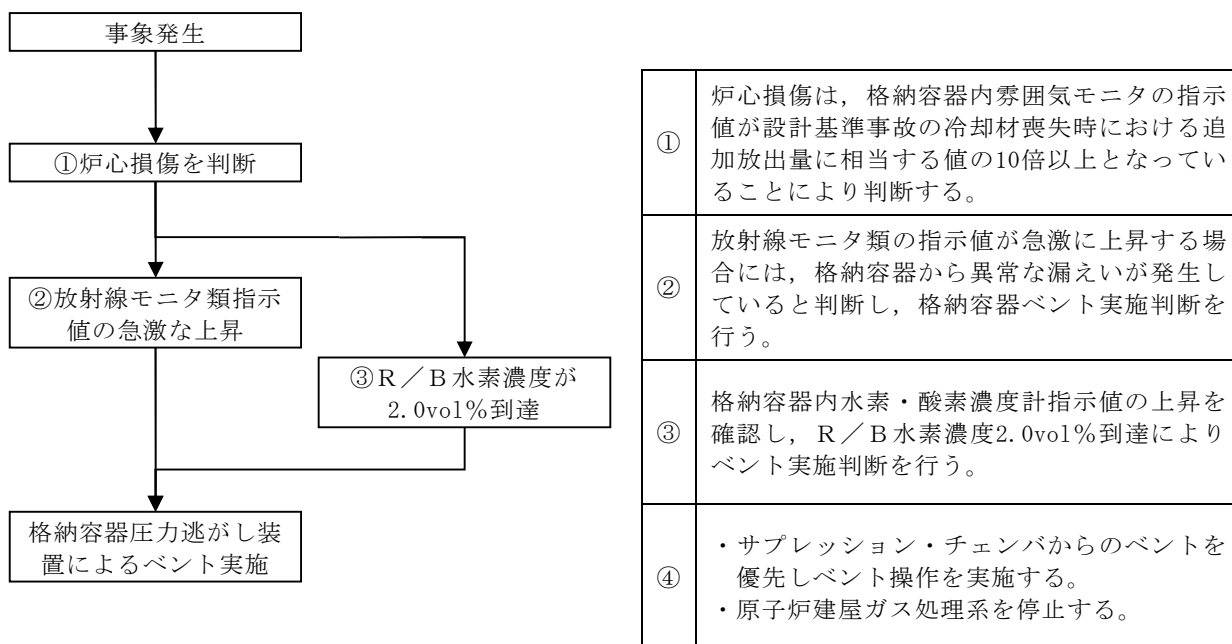 事象発生
①炉心損傷を判断
②放射線モニタ類指示
値の急激な上昇
③R/B水素濃度が
2.0vol%到達
格納容器圧力逃がし装
置によるベント実施
①
炉心損傷は,格納容器内雰囲気モニタの指示
値が設計基準事故の冷却材喪失時における追
加放出量に相当する値の10倍以上となってい
ることにより判断する。
②
放射線モニタ類の指示値が急激に上昇する場
合には,格納容器から異常な漏えいが発生し
ていると判断し,格納容器ベント実施判断を
行う。
③
格納容器内水素・酸素濃度計指示値の上昇を
確認し,R/B水素濃度2.0vol%到達により
ベント実施判断を行う。
④
・サプレッション・チェンバからのベントを
優先しベント操作を実施する。
・原子炉建屋ガス処理系を停止する。